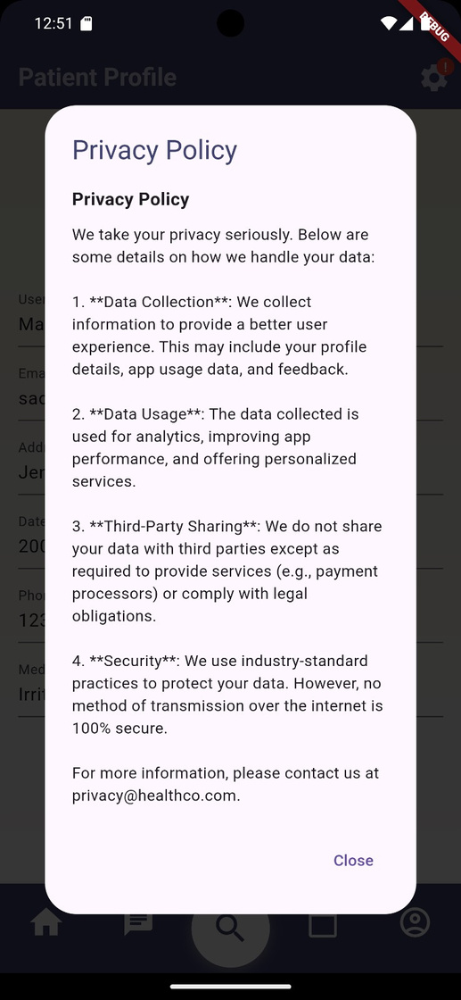 12:51
DEBUG
Patient Profile
!
Privacy Policy
Privacy Policy
We take your privacy seriously. Below are
some details on how we handle your data:
1. **Data Collection**: We collect
information to provide a better user
experience. This may include your profile
details, app usage data, and feedback.
2. **Data Usage**: The data collected is
used for analytics, improving app
performance, and offering personalized
services.
3. **Third-Party Sharing**: We do not share
your data with third parties except as
required to provide services (e.g., payment
processors) or comply with legal
obligations.
4. **Security**: We use industry-standard
practices to protect your data. However, no
method of transmission over the internet is
100% secure.
For more information, please contact us at
privacy@healthco.com.
Close